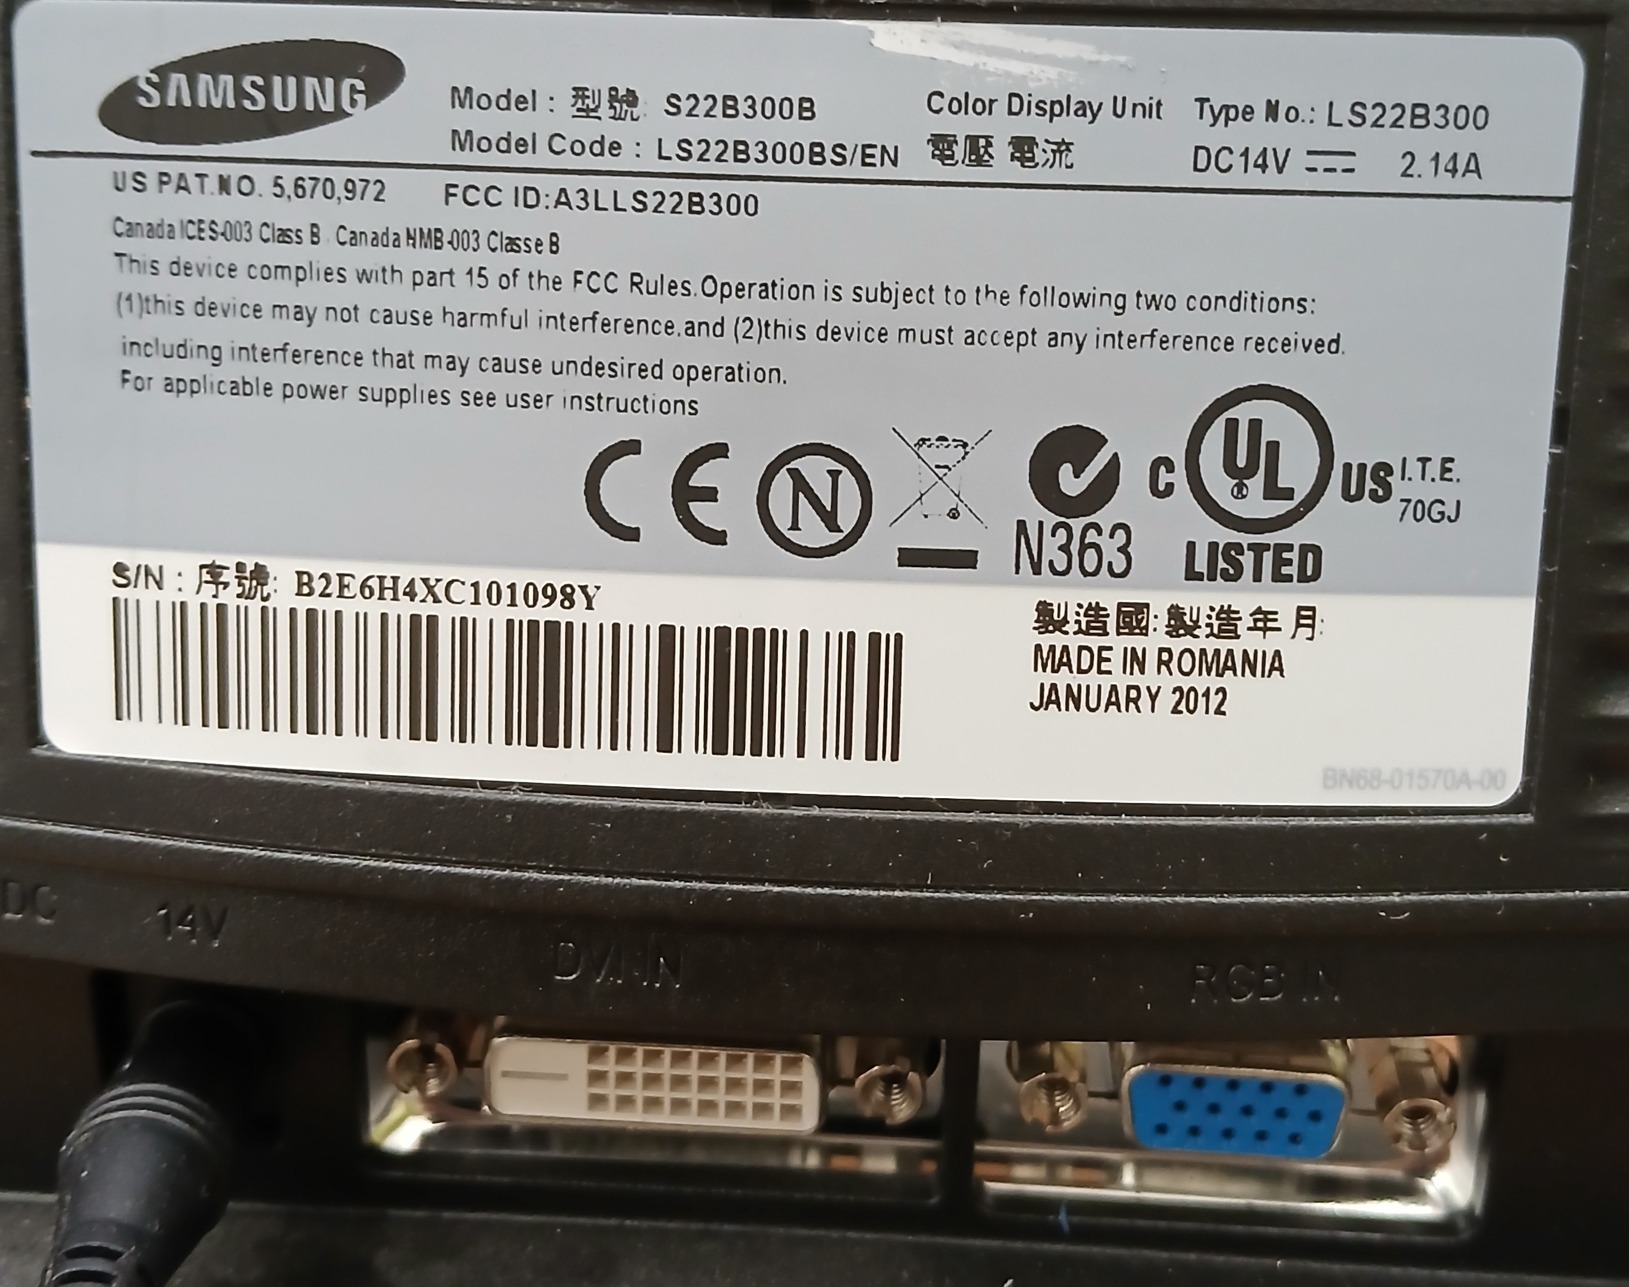 SAMSUNG
Model : 型號: S22B300B
Color Display Unit
Type No.: LS22B300
Model Code : LS22B300BS/EN
電壓 電流
DC14V 2.14A
US PAT.NO. 5,670,972 FCC ID:A3LLS22B300
Canada ICES-003 Class B Canada NMB-003 Classe B
This device complies with part 15 of the FCC Rules.Operation is subject to the following two conditions:
(1)this device may not cause harmful interference.and (2)this device must accept any interference received.
including interference that may cause undesired operation.
For applicable power supplies see user instructions
CE N N363 C UL ® US LISTED I.T.E.
70GJ
S/N : 序號: B2E6H4XC101098Y
製造國: 製造年月:
MADE IN ROMANIA
JANUARY 2012
BN68-01570A-00
DC 14V
DVI IN
RGB IN